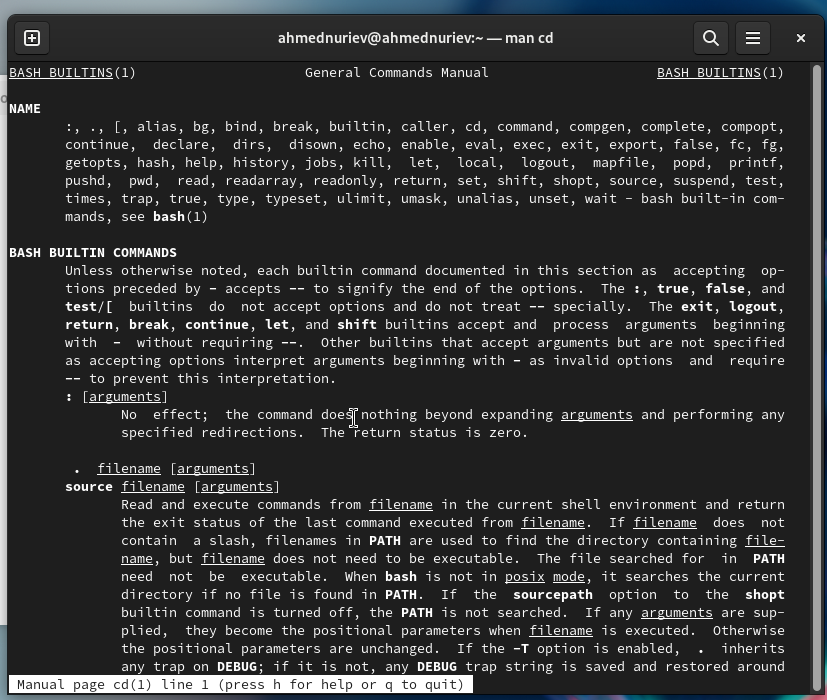 ahmednuriev@ahmednuriev:~ — man cd
BASH BUILTINS(1) General Commands Manual BASH BUILTINS(1)
NAME
:, ., [, alias, bg, bind, break, builtin, caller, cd, command, compgen, complete, compopt,
continue, declare, dirs, disown, echo, enable, eval, exec, exit, export, false, fc, fg,
getopts, hash, help, history, jobs, kill, let, local, logout, mapfile, popd, printf,
pushd, pwd, read, readarray, readonly, return, set, shift, shopt, source, suspend, test,
times, trap, true, type, typeset, ulimit, umask, unalias, unset, wait - bash built-in com-
mands, see bash(1)
BASH BUILTIN COMMANDS
Unless otherwise noted, each builtin command documented in this section as accepting op-
tions preceded by - accepts -- to signify the end of the options. The :, true, false, and
test/[ builtins do not accept options and do not treat -- specially. The exit, logout,
return, break, continue, let, and shift builtins accept and process arguments beginning
with - without requiring --. Other builtins that accept arguments but are not specified
as accepting options interpret arguments beginning with - as invalid options and require
-- to prevent this interpretation.
: [arguments]
No effect; the command does nothing beyond expanding arguments and performing any
specified redirections. The return status is zero.
. filename [arguments]
source filename [arguments]
Read and execute commands from filename in the current shell environment and return
the exit status of the last command executed from filename. If filename does not
contain a slash, filenames in PATH are used to find the directory containing file-
name, but filename does not need to be executable. The file searched for in PATH
need not be executable. When bash is not in posix mode, it searches the current
directory if no file is found in PATH. If the sourcepath option to the shopt
builtin command is turned off, the PATH is not searched. If any arguments are sup-
plied, they become the positional parameters when filename is executed. Otherwise
the positional parameters are unchanged. If the -T option is enabled, . inherits
any trap on DEBUG; if it is not, any DEBUG trap string is saved and restored around
Manual page cd(1) line 1 (press h for help or q to quit)